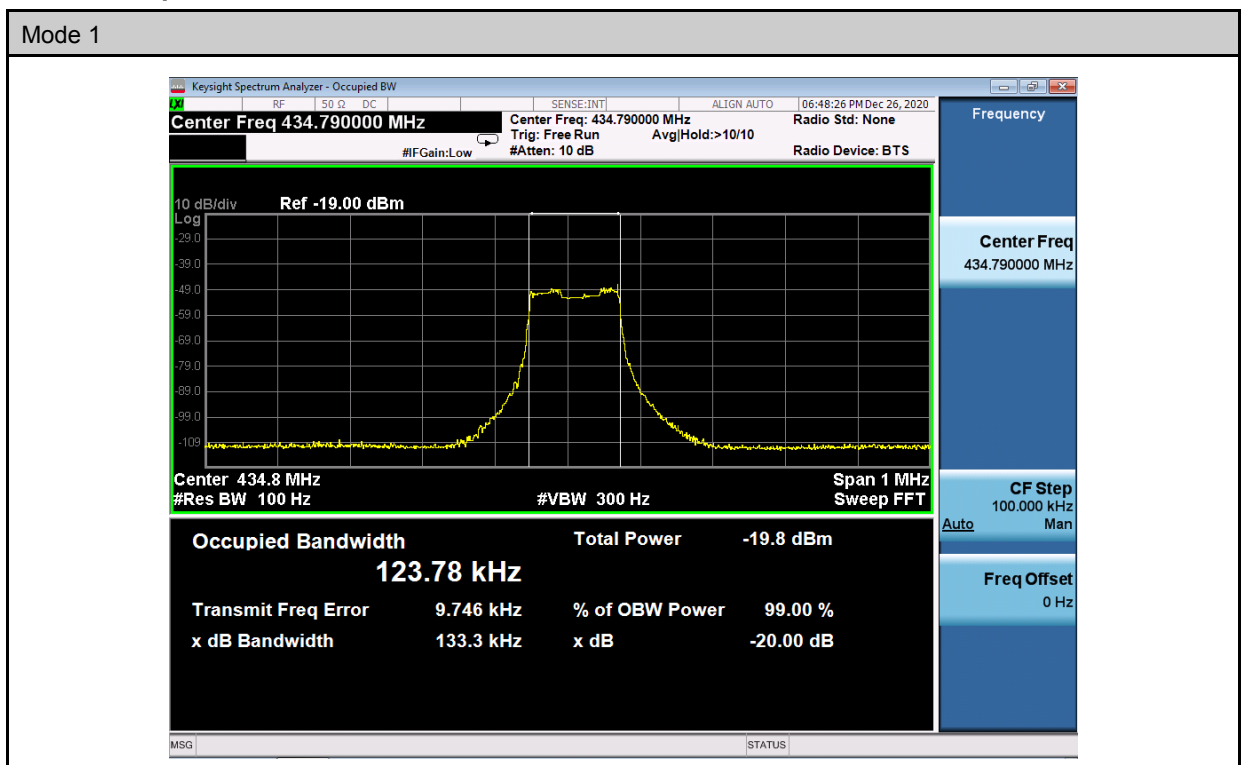 Mode 1
Keysight Spectrum Analyzer - Occupied BW
LXI RF 50 Ω DC SENSE:INT ALIGN AUTO 06:48:26 PM Dec 26, 2020
Center Freq 434.790000 MHz
#IFGain:Low
Center Freq: 434.790000 MHz
Trig: Free Run Avg|Hold:>10/10
#Atten: 10 dB
Radio Std: None
Radio Device: BTS
10 dB/div Ref -19.00 dBm
Log
-29.0
-39.0
-49.0
-59.0
-69.0
-79.0
-89.0
-99.0
-109
Center 434.8 MHz Span 1 MHz
#Res BW 100 Hz #VBW 300 Hz Sweep FFT
Occupied Bandwidth Total Power -19.8 dBm
123.78 kHz
Transmit Freq Error 9.746 kHz % of OBW Power 99.00 %
x dB Bandwidth 133.3 kHz x dB -20.00 dB
MSG STATUS
Frequency
Center Freq
434.790000 MHz
CF Step
100.000 kHz
Auto Man
Freq Offset
0 Hz